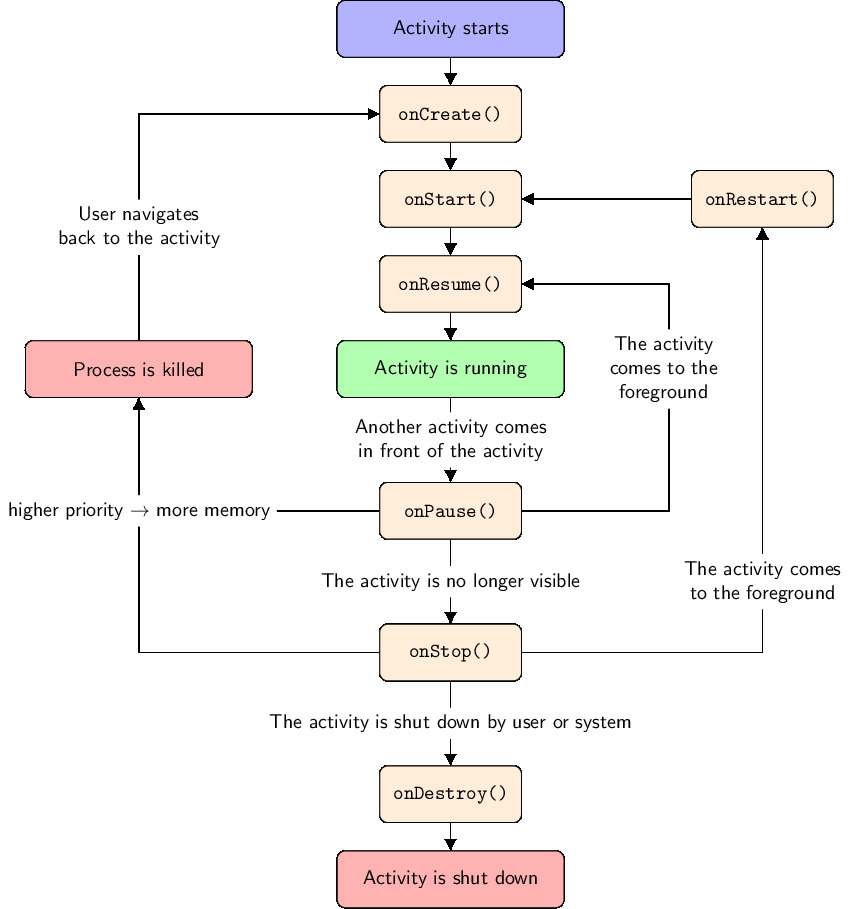 Activity starts
onCreate()
onStart()
onRestart()
User navigates
back to the activity
onResume()
The activity
comes to the
foreground
Process is killed
Activity is running
Another activity comes
in front of the activity
higher priority → more memory
onPause()
The activity is no longer visible
The activity comes
to the foreground
onStop()
The activity is shut down by user or system
onDestroy()
Activity is shut down